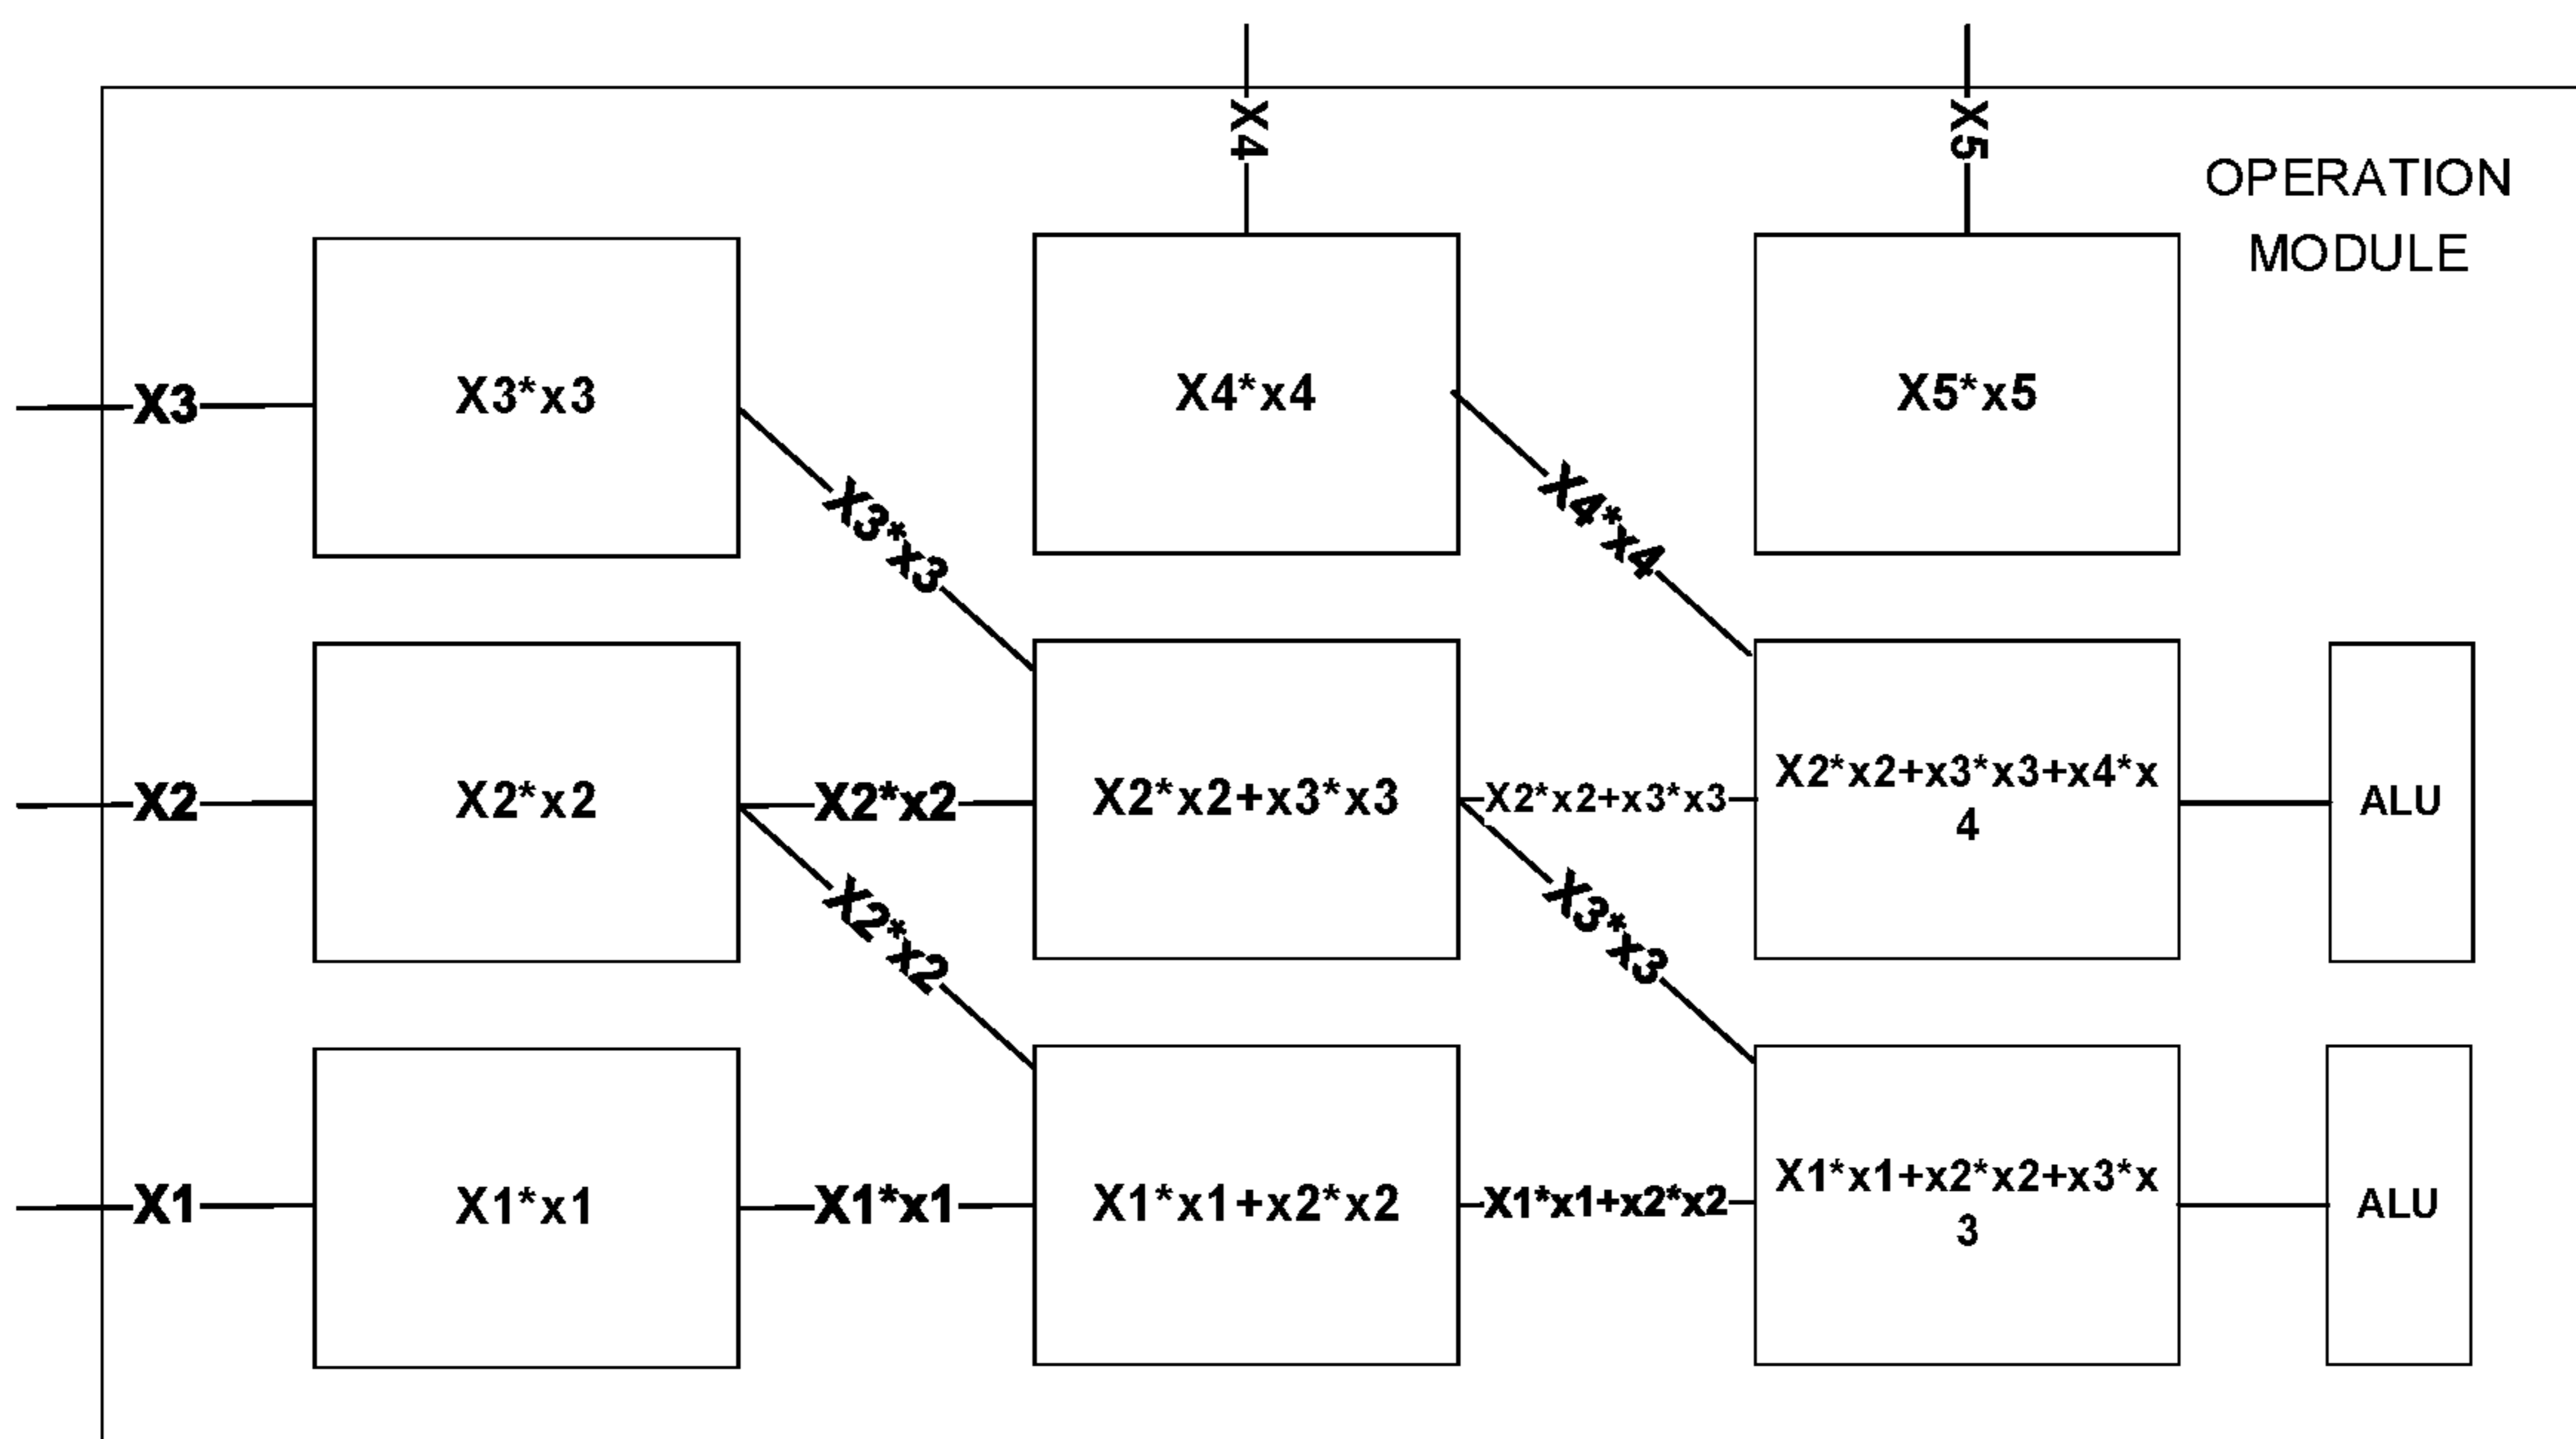 X4
X5
OPERATION
MODULE
X3
X3*x3
X4*x4
X5*x5
X3*x3
X4*x4
X2
X2*x2
X2*x2
X2*x2+x3*x3
X2*x2+x3*x3
X2*x2+x3*x3+x4*x
4
ALU
X2*x2
X3*x3
X1
X1*x1
X1*x1
X1*x1+x2*x2
X1*x1+x2*x2
X1*x1+x2*x2+x3*x
3
ALU